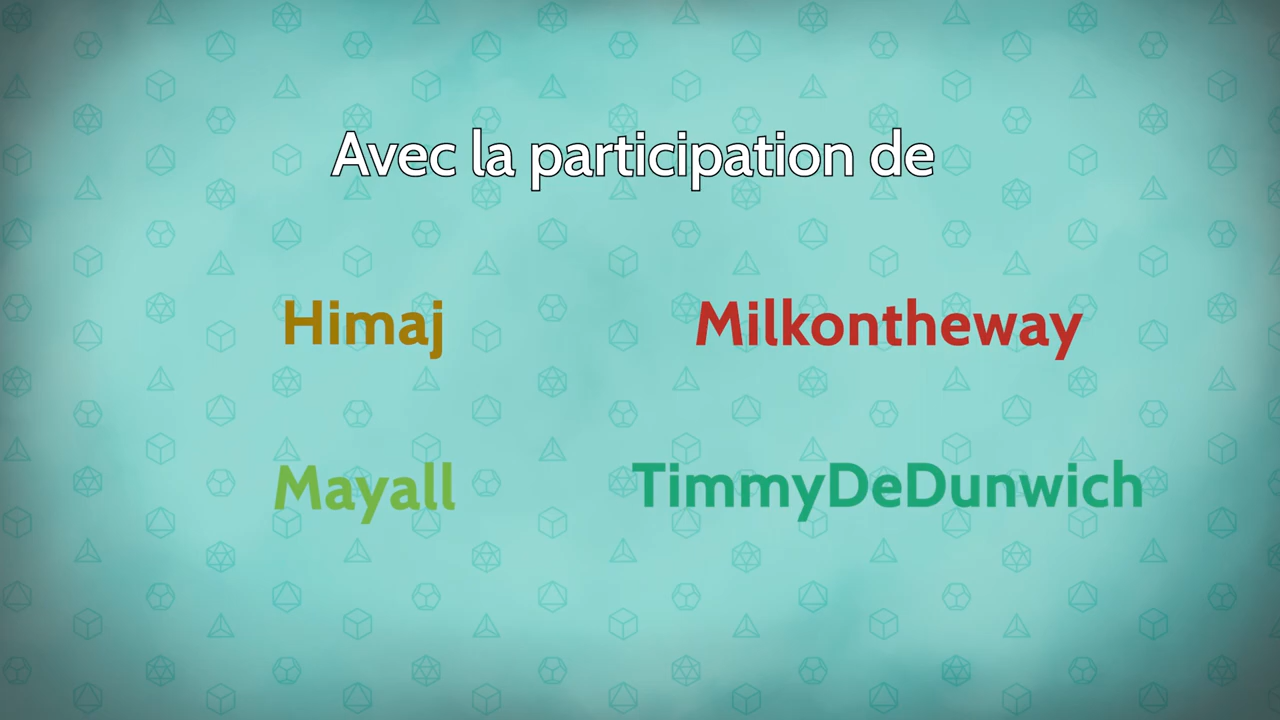 Avec la participation de
Himaj
Milkontheway
Mayall
TimmyDeDunwich